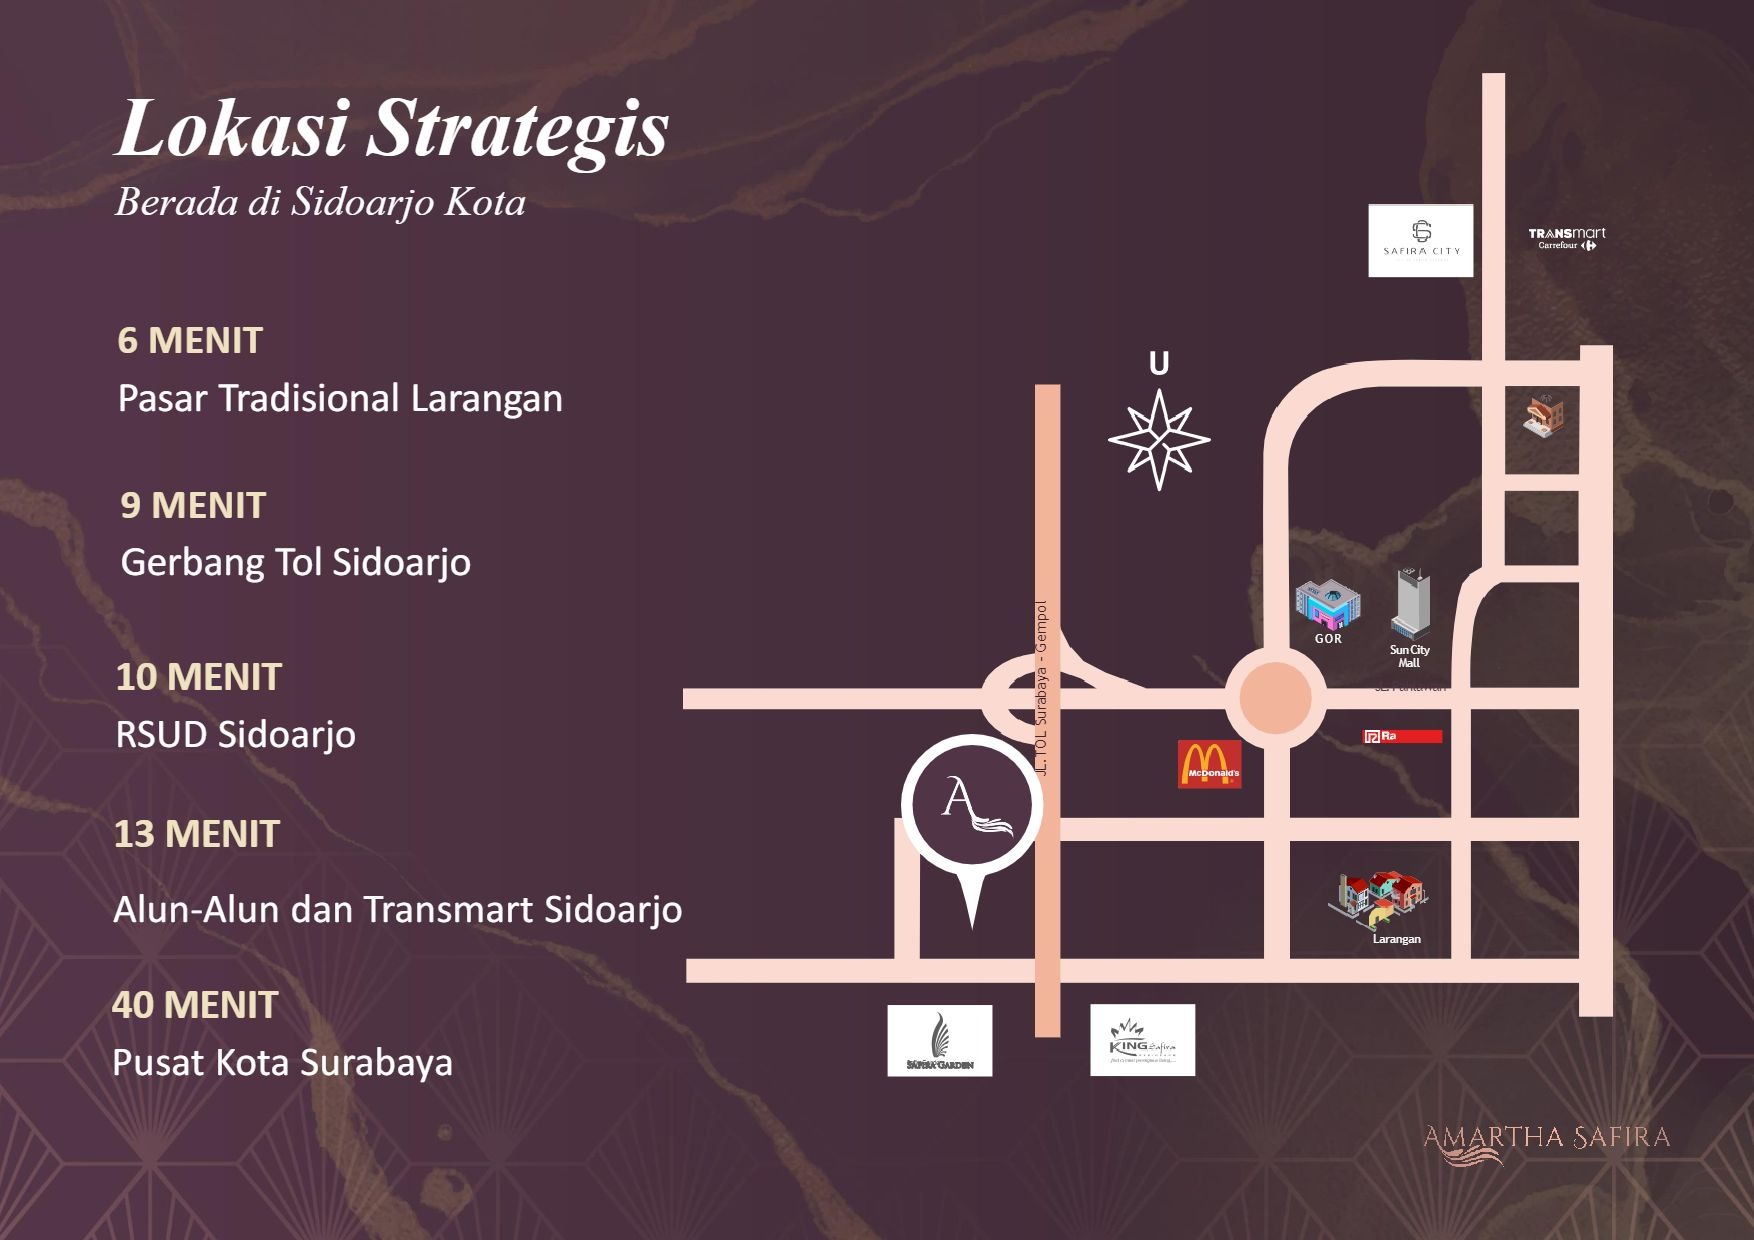 Lokasi Strategis
Berada di Sidoarjo Kota
6 MENIT
Pasar Tradisional Larangan
9 MENIT
Gerbang Tol Sidoarjo
10 MENIT
RSUD Sidoarjo
13 MENIT
Alun-Alun dan Transmart Sidoarjo
40 MENIT
Pusat Kota Surabaya
SAFIRA CITY
TRANSmart
Carrefour
U
GOR
Sun City
Mall
JL. TOL Surabaya - Gempol
Ra
McDonald's
A
Larangan
SAFIRA GARDEN
KING Safira
AMARTHA SAFIRA